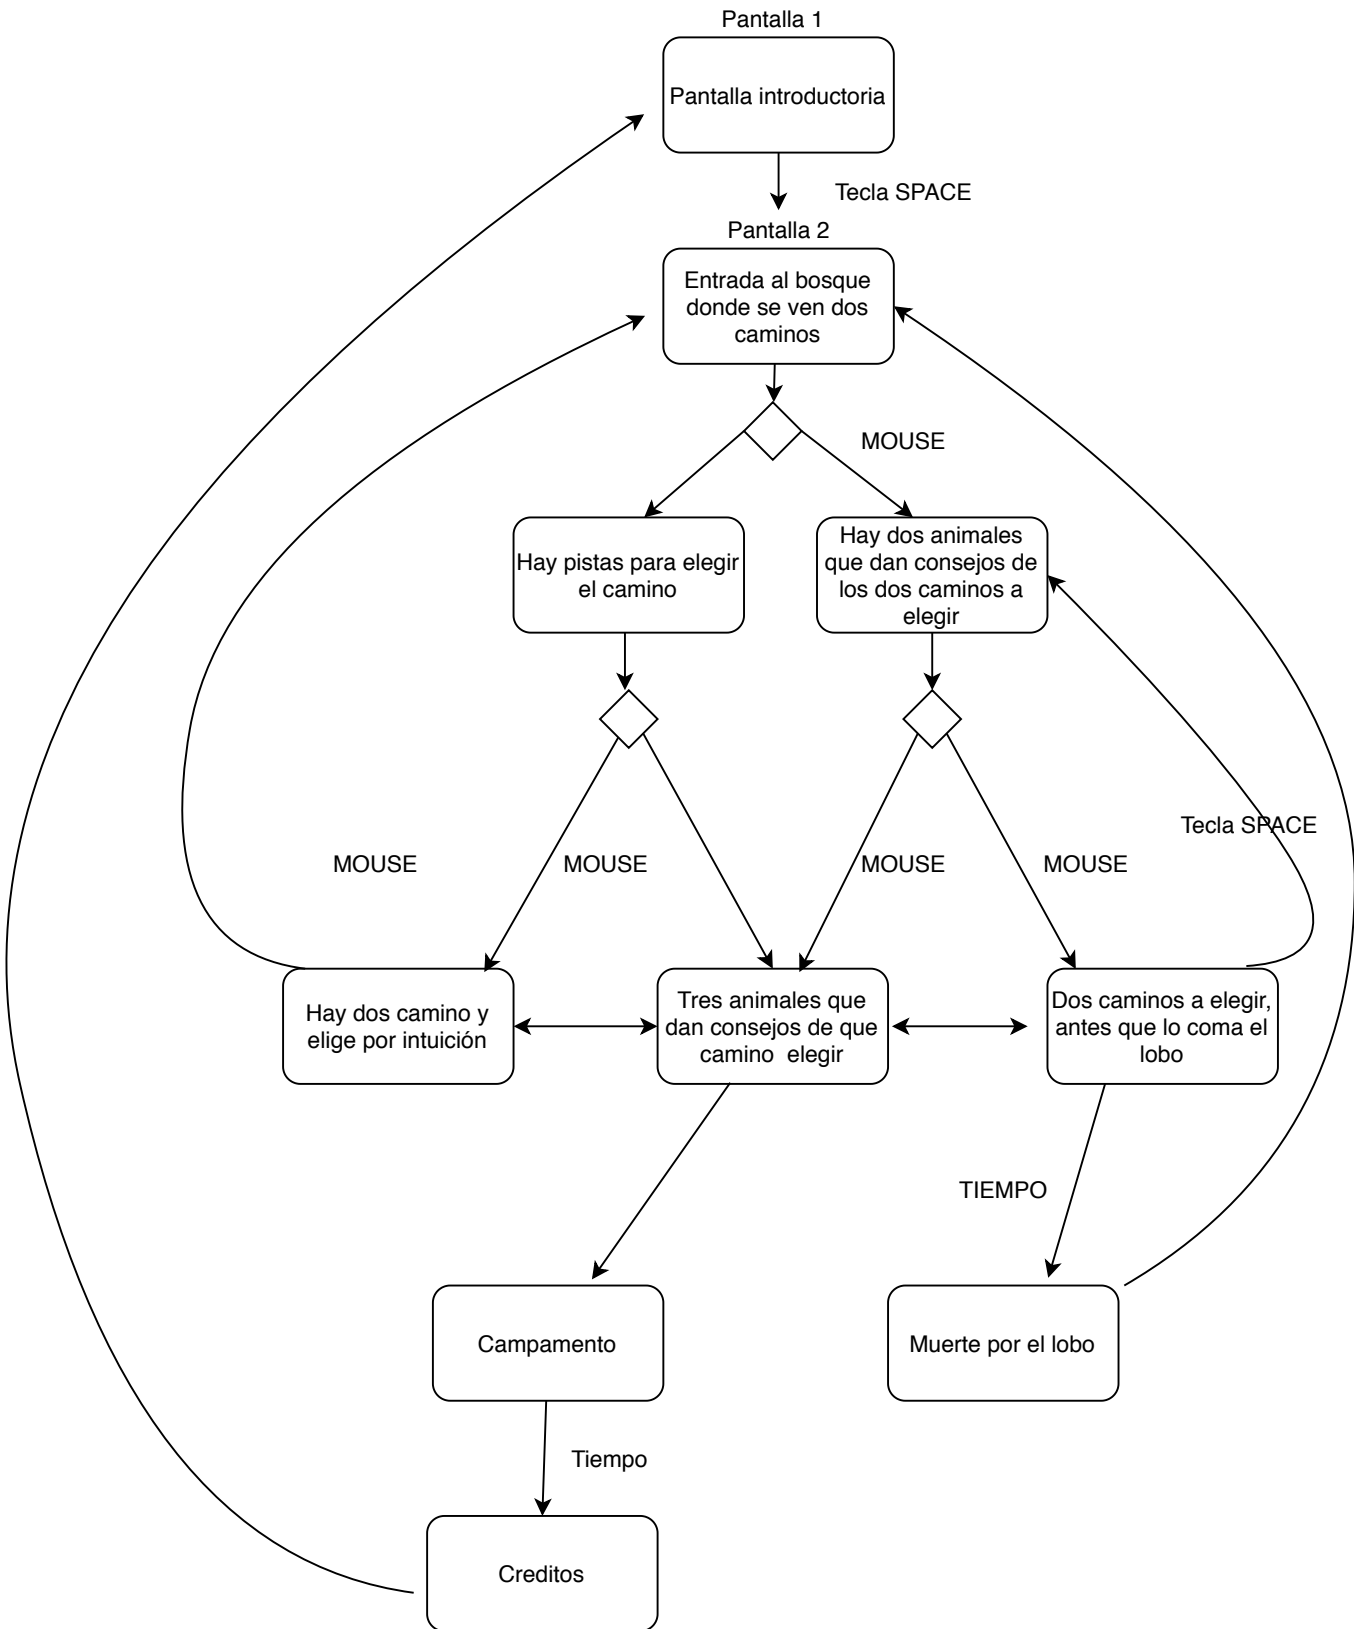 Pantalla 1
Pantalla introductoria
Tecla SPACE
Pantalla 2
Entrada al bosque
donde se ven dos
caminos
MOUSE
Hay pistas para elegir
el camino
Hay dos animales
que dan consejos de
los dos caminos a
elegir
Tecla SPACE
MOUSE
MOUSE
MOUSE
MOUSE
Hay dos camino y
elige por intuición
Tres animales que
dan consejos de que
camino elegir
Dos caminos a elegir,
antes que lo coma el
lobo
TIEMPO
Campamento
Muerte por el lobo
Tiempo
Creditos